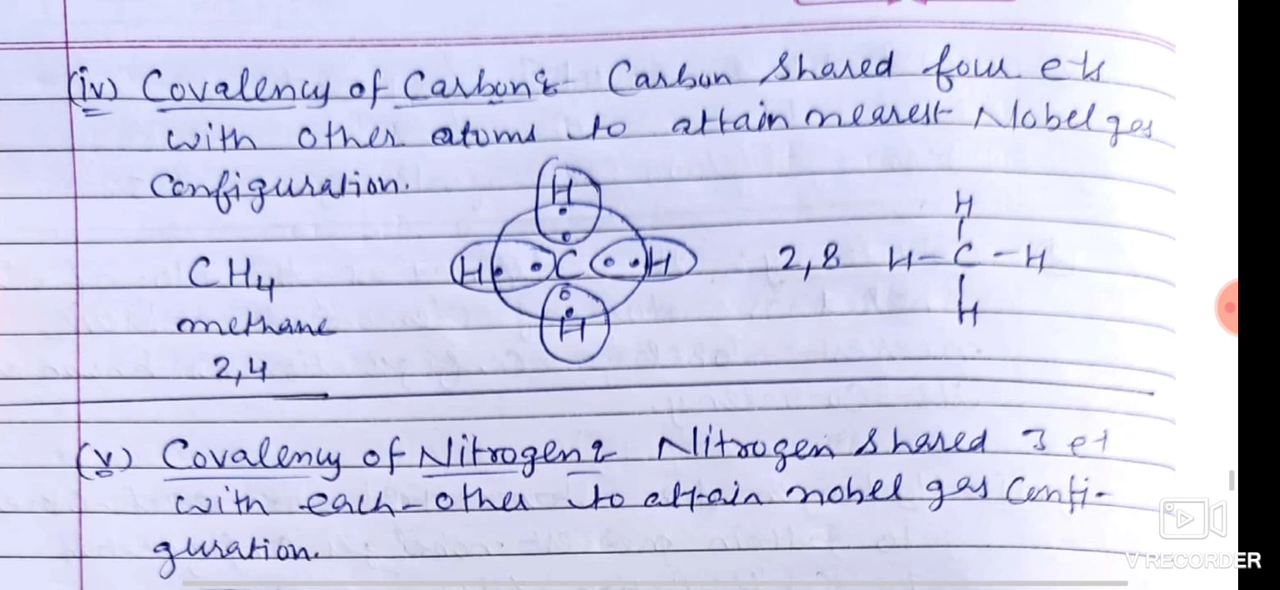 (iv) Covalency of Carbon:- Carbon shared four e+s
with other atoms to attain nearest Nobel gas
configuration.
H
H C H
H
CH4
methane
2,4
2,8
H
H-C-H
H
(v) Covalency of Nitrogen:- Nitrogen shared 3 e+
with each-other to attain nobel gas confi-
guration.
V RECORDER